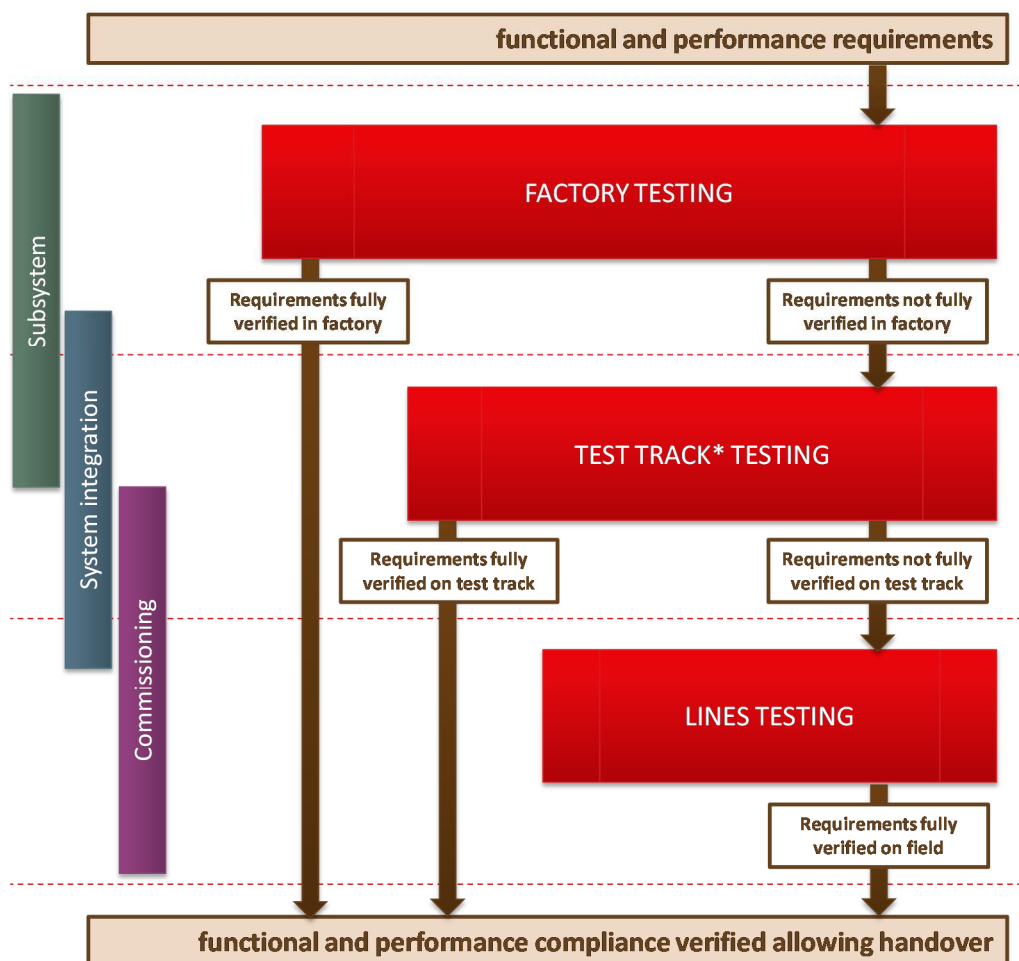 functional and performance requirements
FACTORY TESTING
Requirements fully
verified in factory
Requirements not fully
verified in factory
Subsystem
System integration
TEST TRACK* TESTING
Requirements fully
verified on test track
Requirements not fully
verified on test track
Commissioning
LINES TESTING
Requirements fully
verified on field
functional and performance compliance verified allowing handover